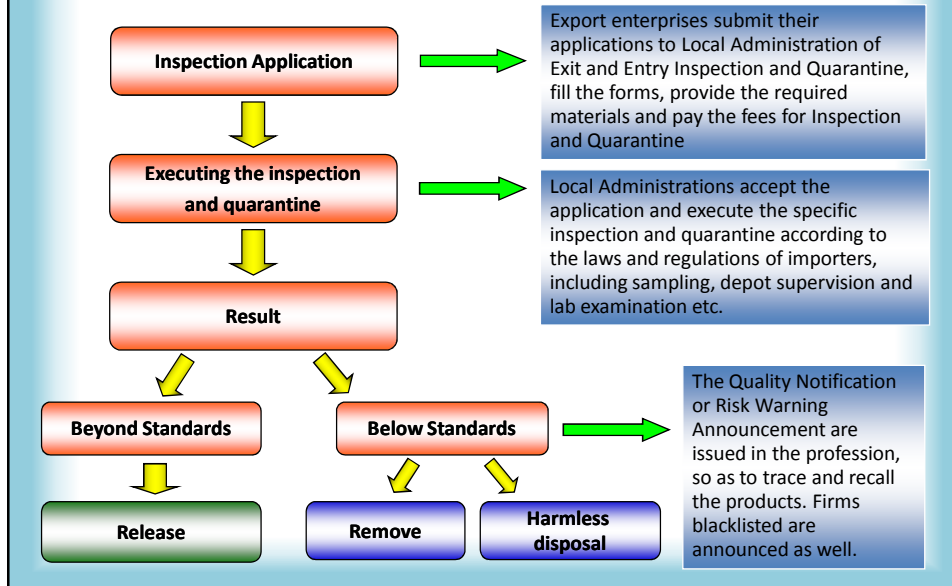 Inspection Application
Export enterprises submit their
applications to Local Administration of
Exit and Entry Inspection and Quarantine,
fill the forms, provide the required
materials and pay the fees for Inspection
and Quarantine
Executing the inspection
and quarantine
Local Administrations accept the
application and execute the specific
inspection and quarantine according to
the laws and regulations of importers,
including sampling, depot supervision and
lab examination etc.
Result
Beyond Standards
Below Standards
The Quality Notification
or Risk Warning
Announcement are
issued in the profession,
so as to trace and recall
the products. Firms
blacklisted are
announced as well.
Release
Remove
Harmless
disposal